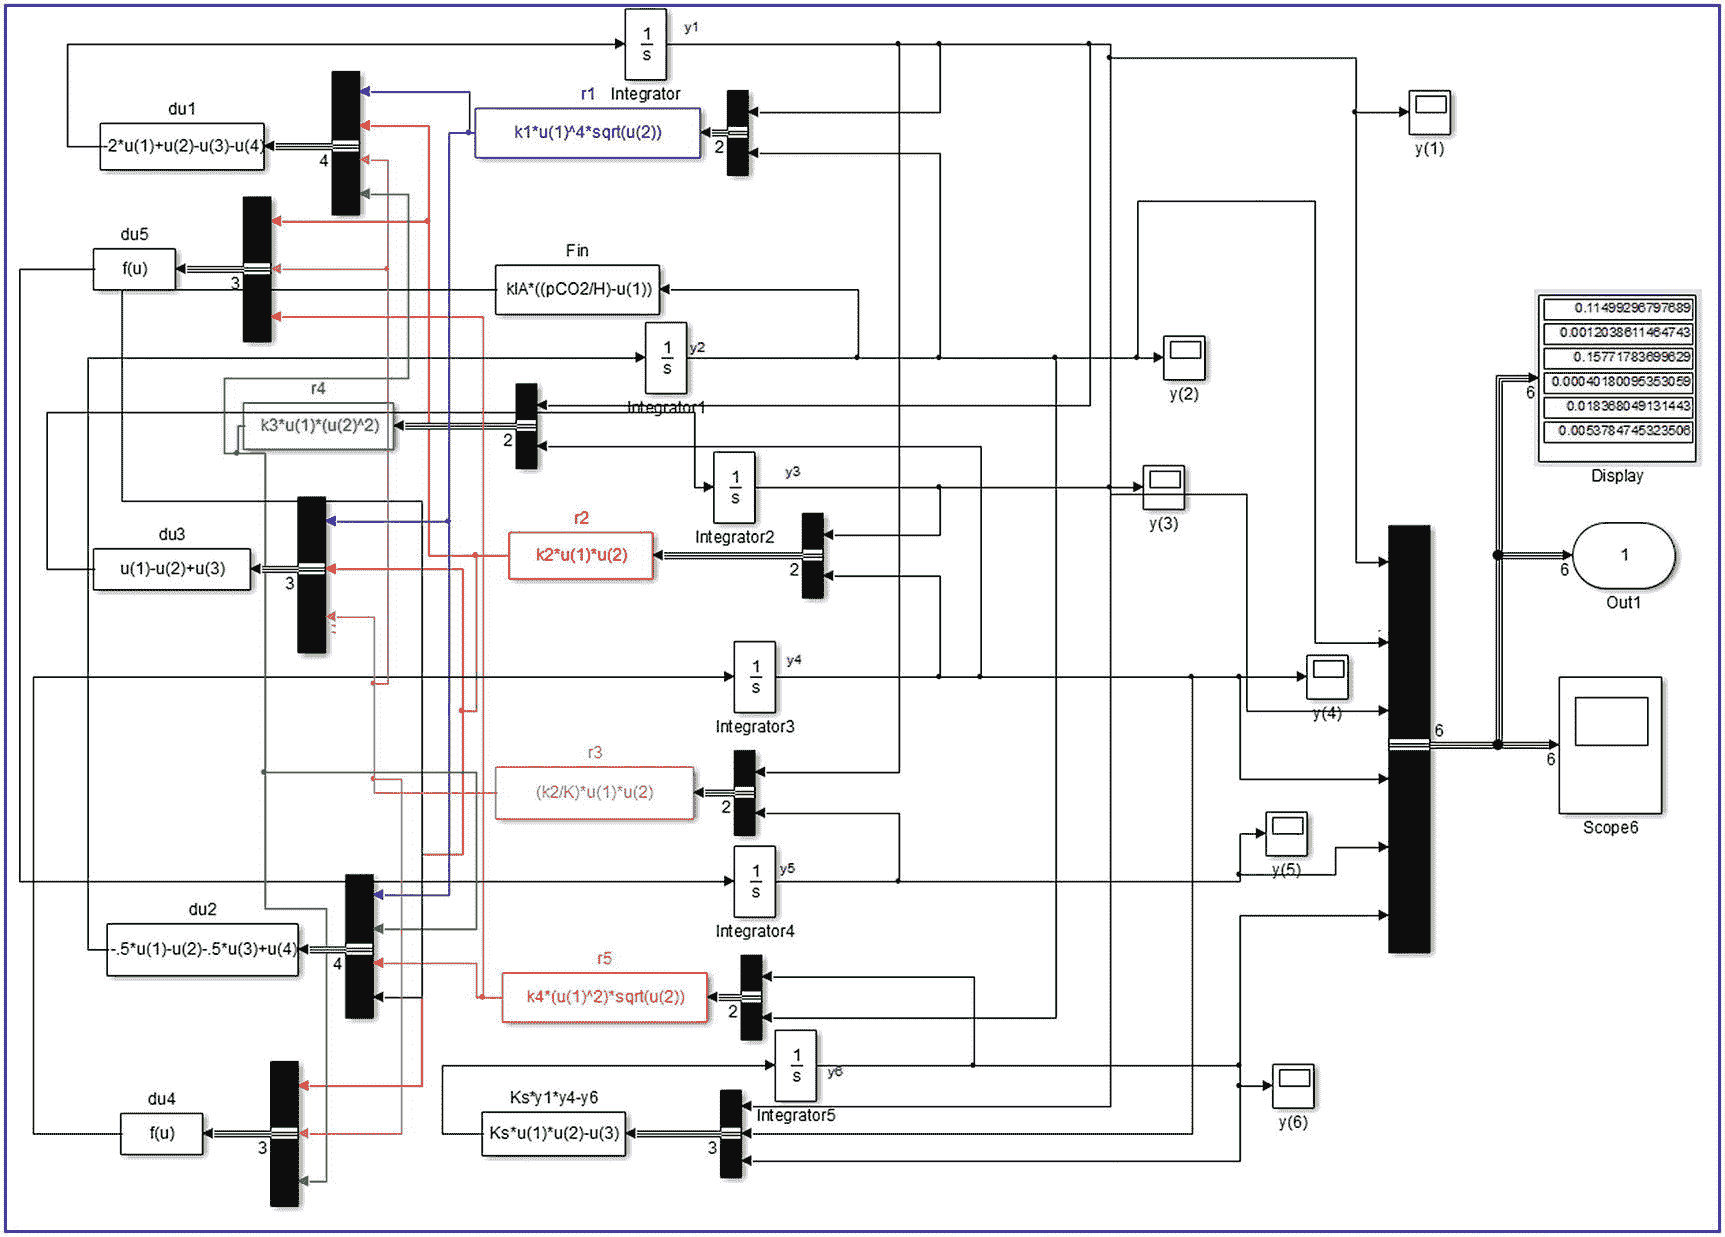 y1
1
s
Integrator
r1
k1*u(1)^4*sqrt(u(2))
2
du1
-2*u(1)+u(2)-u(3)-u(4)
4
y(1)
du5
f(u)
3
Fin
klA*((pCO2/H)-u(1))
1
s
y2
Integrator1
y(2)
0.11499296797689
0.0012038611464743
0.15771783699629
0.00040180095353059
0.018368049131443
0.0053784745323506
6
Display
r4
k3*u(1)*(u(2)^2)
2
1
s
y3
Integrator2
y(3)
r2
k2*u(1)*u(2)
2
du3
u(1)-u(2)+u(3)
3
1
6
Out1
1
s
y4
Integrator3
y(4)
6
6
Scope6
r3
(k2/K)*u(1)*u(2)
2
1
s
y5
Integrator4
y(5)
du2
-.5*u(1)-u(2)-.5*u(3)+u(4)
4
r5
k4*(u(1)^2)*sqrt(u(2))
2
1
s
y6
Integrator5
y(6)
Ks*y1*y4-y6
Ks*u(1)*u(2)-u(3)
3
du4
f(u)
3